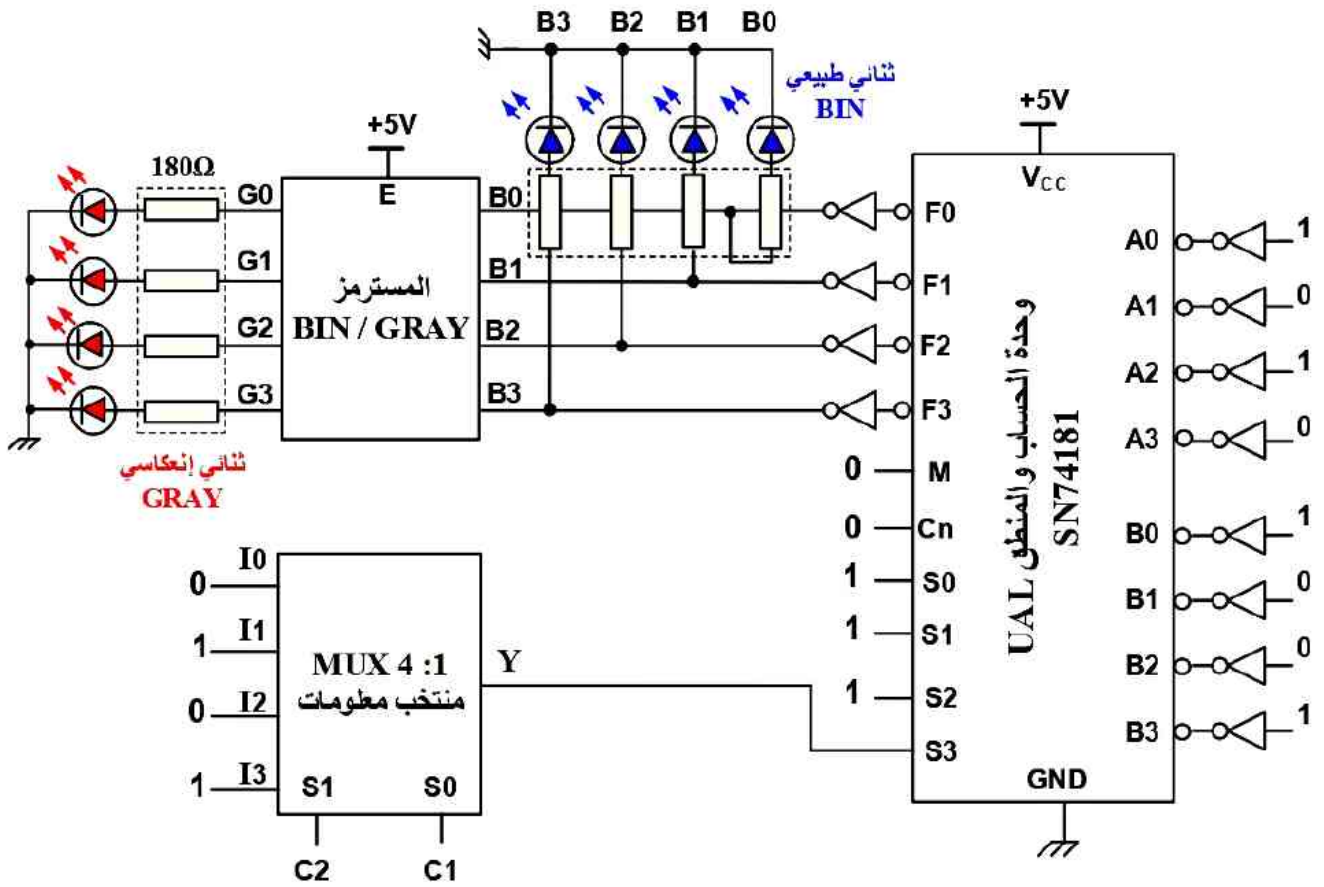 B3 B2 B1 B0
ثنائي طبيعي
BIN
+5V
+5V
180Ω
E
V_CC
G0
G1
G2
G3
المسترمز
BIN / GRAY
B0
B1
B2
B3
ثنائي إنعكاسي
GRAY
F0
F1
F2
F3
0 M
0 Cn
1 S0
1 S1
1 S2
S3
وحدة الحساب والمنطق UAL
SN74181
A0 1
A1 0
A2 1
A3 0
B0 1
B1 0
B2 0
B3 1
GND
0 I0
1 I1
0 I2
1 I3
MUX 4 :1
منتخب معلومات
Y
S1 S0
C2 C1